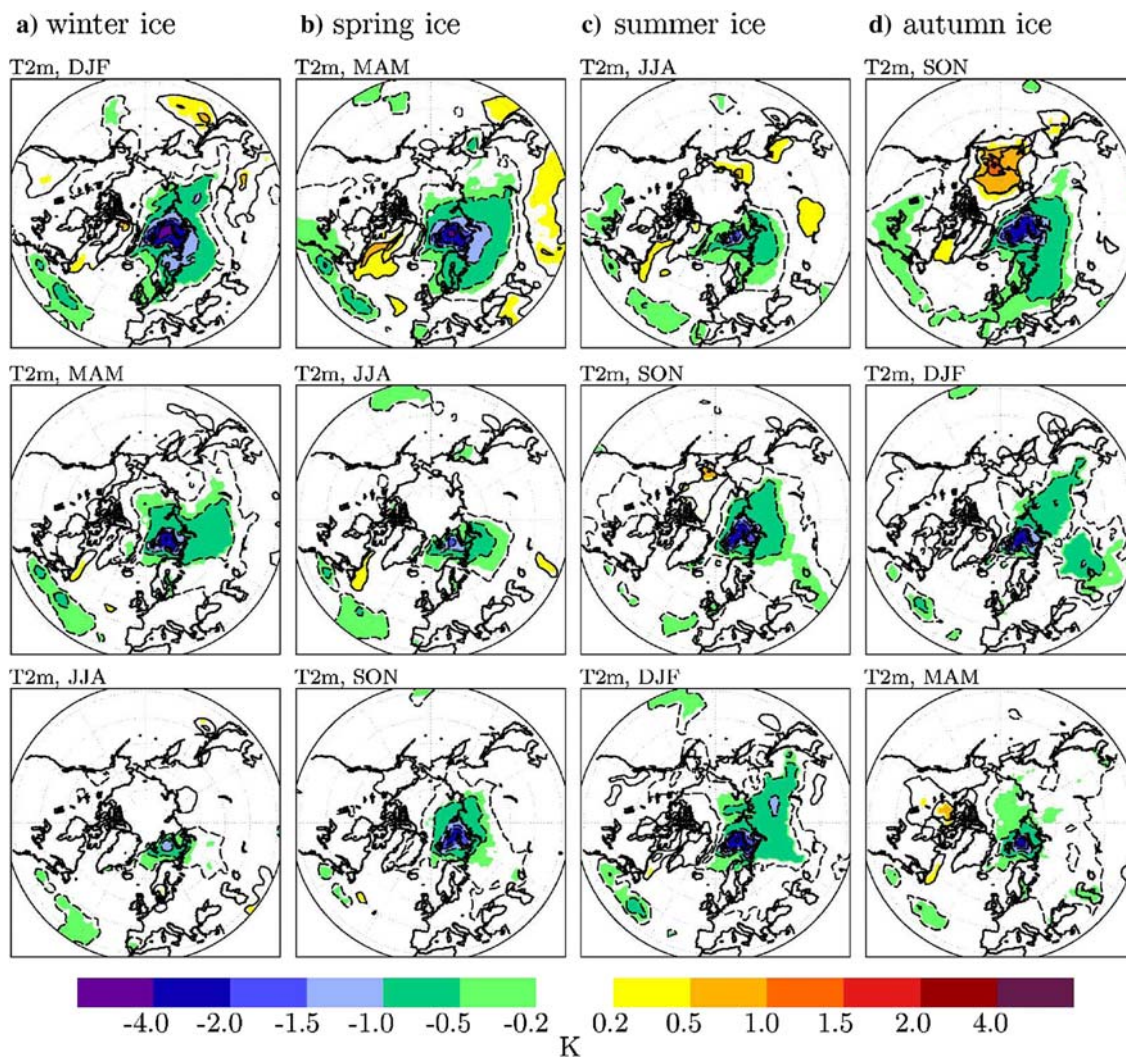 a) winter ice b) spring ice c) summer ice d) autumn ice
T2m, DJF T2m, MAM T2m, JJA T2m, SON
T2m, MAM T2m, JJA T2m, SON T2m, DJF
T2m, JJA T2m, SON T2m, DJF T2m, MAM
-4.0 -2.0 -1.5 -1.0 -0.5 -0.2 0.2 0.5 1.0 1.5 2.0 4.0
K